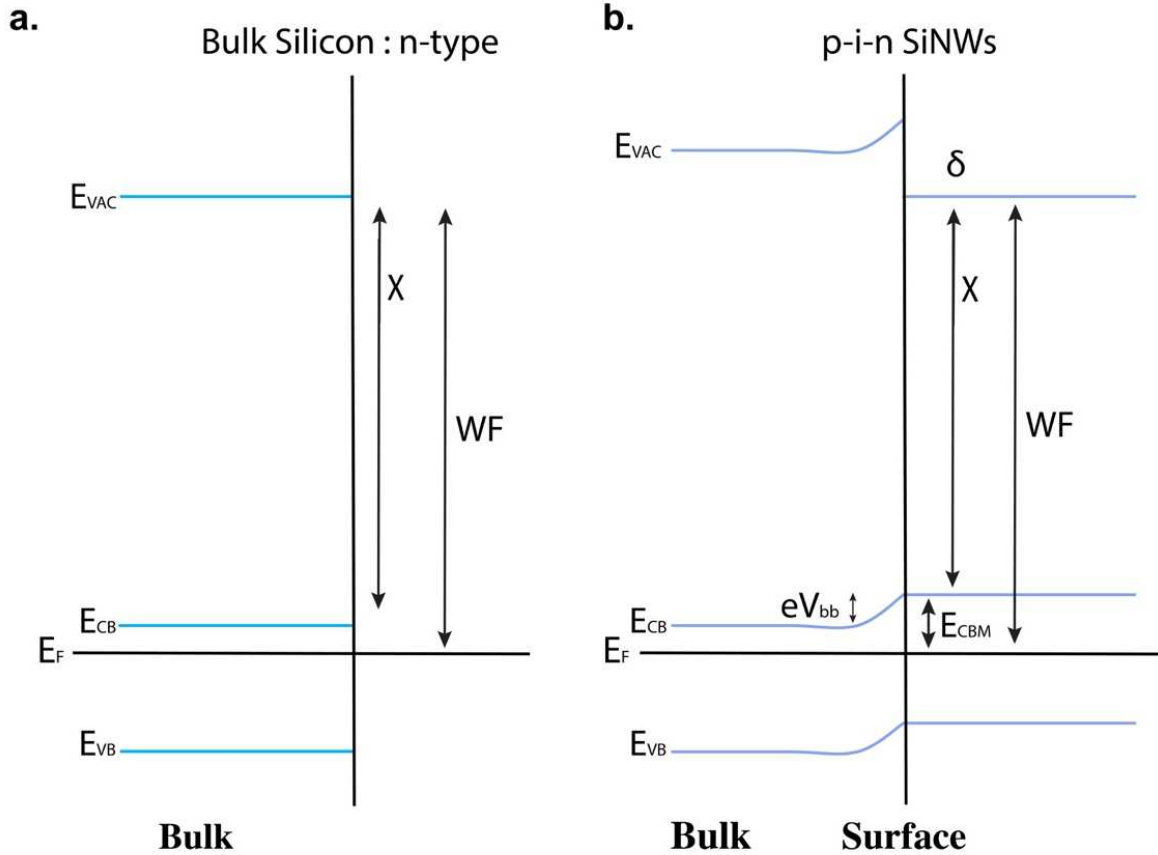 a.
Bulk Silicon : n-type
EVAC
χ
WF
ECB
EF
EVB
Bulk
b.
p-i-n SiNWs
EVAC
δ
χ
WF
eVbb
ECB
ECBM
EF
EVB
Bulk Surface